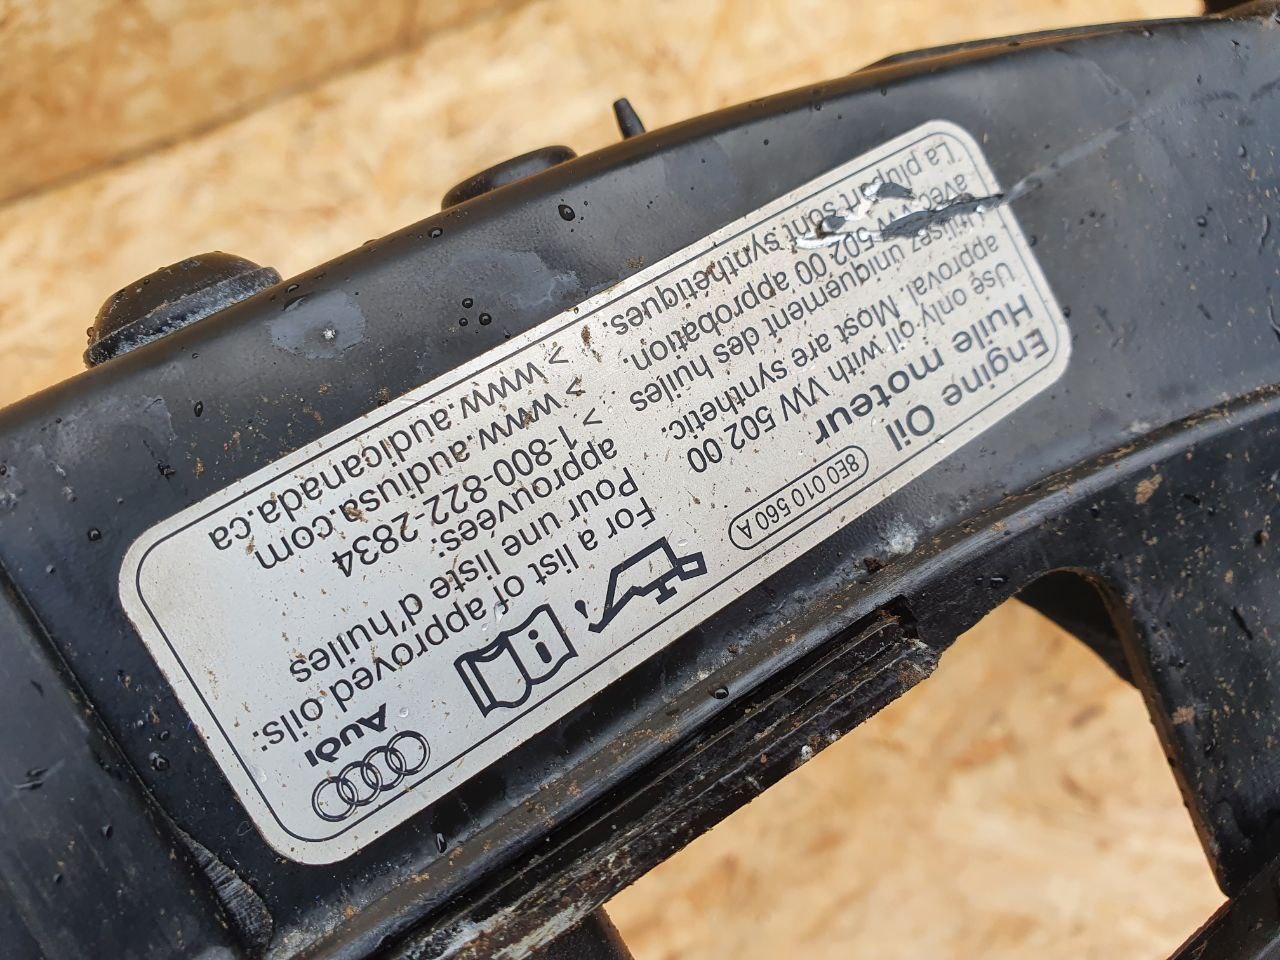 Engine Oil
Huile moteur
8E0 010 560 A
Use only oil with VW 502 00
approval. Most are synthetic.
Utilisez uniquement des huiles
avec VW 502 00 approbation.
La plupart sont synthétiques.
For a list of approved oils:
Pour une liste d'huiles
approuvées:
> 1-800-822-2834
> www.audiusa.com
> www.audicanada.ca
i
Audi